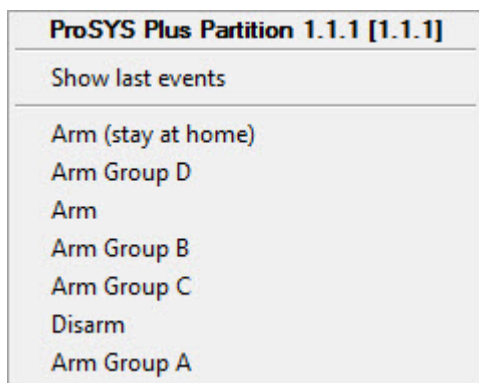 ProSYS Plus Partition 1.1.1 [1.1.1]
Show last events
Arm (stay at home)
Arm Group D
Arm
Arm Group B
Arm Group C
Disarm
Arm Group A